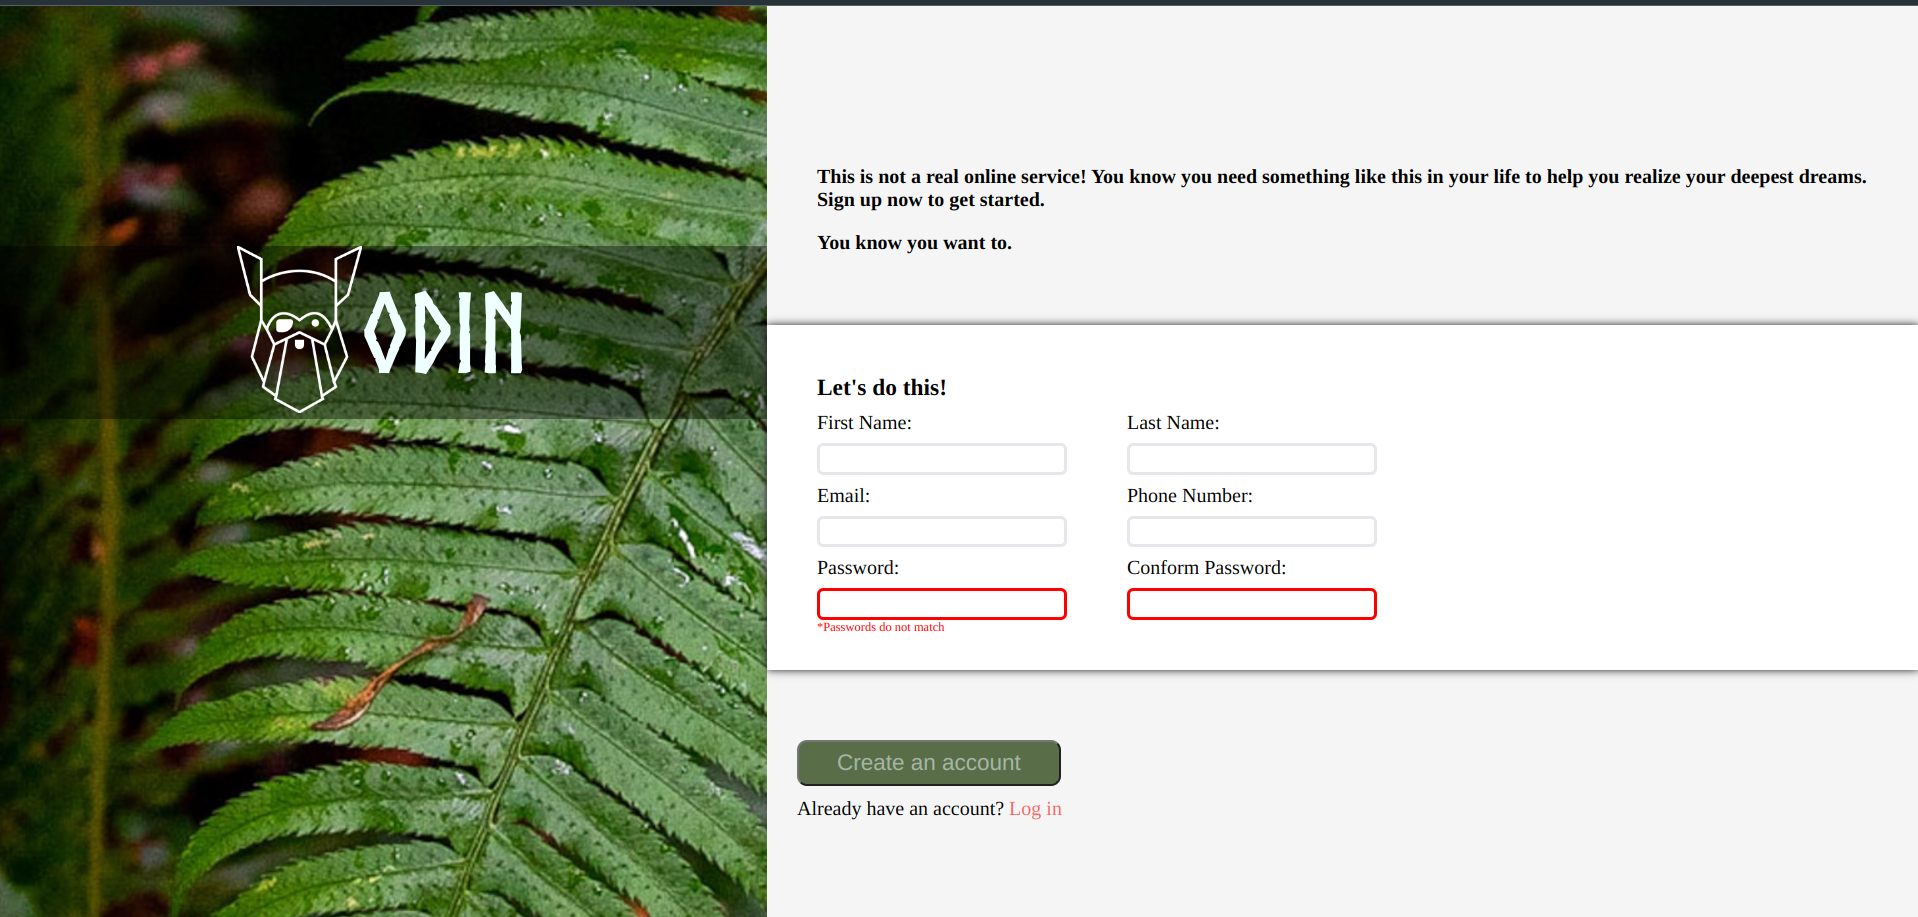 ODIN
This is not a real online service! You know you need something like this in your life to help you realize your deepest dreams.
Sign up now to get started.
You know you want to.
Let's do this!
First Name:
Last Name:
Email:
Phone Number:
Password:
Conform Password:
*Passwords do not match
Create an account
Already have an account? Log in